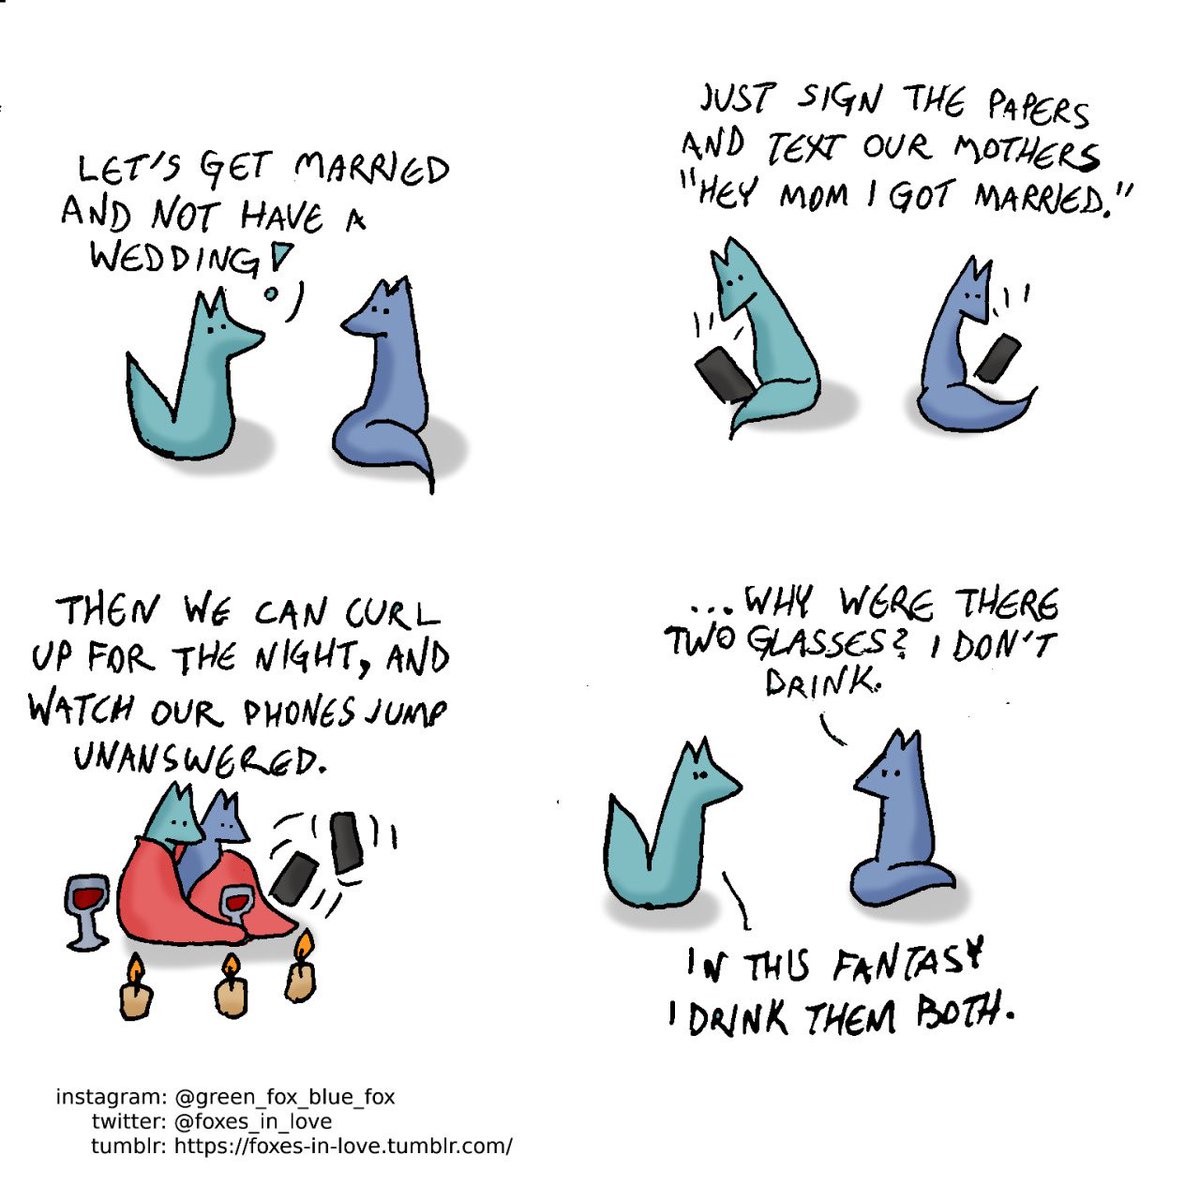 LET'S GET MARRIED
AND NOT HAVE A
WEDDING!
JUST SIGN THE PAPERS
AND TEXT OUR MOTHERS
"HEY MOM I GOT MARRIED."
THEN WE CAN CURL
UP FOR THE NIGHT, AND
WATCH OUR PHONES JUMP
UNANSWERED.
...WHY WERE THERE
TWO GLASSES? I DON'T
DRINK.
IN THIS FANTASY
I DRINK THEM BOTH.
instagram: @green_fox_blue_fox
twitter: @foxes_in_love
tumblr: https://foxes-in-love.tumblr.com/